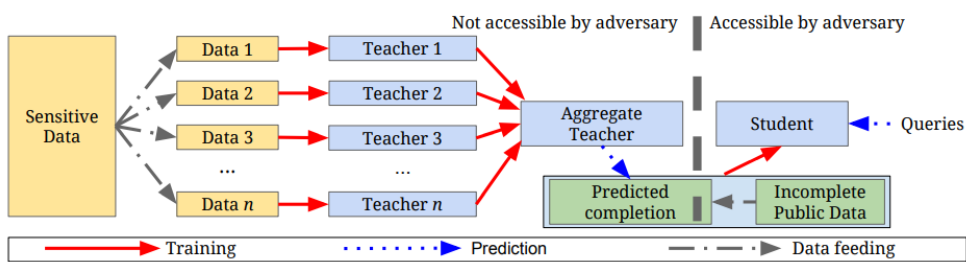 Not accessible by adversary
Accessible by adversary
Sensitive
Data
Data 1
Teacher 1
Data 2
Teacher 2
Data 3
Teacher 3
...
...
Data n
Teacher n
Aggregate
Teacher
Student
Queries
Predicted
completion
Incomplete
Public Data
Training
Prediction
Data feeding